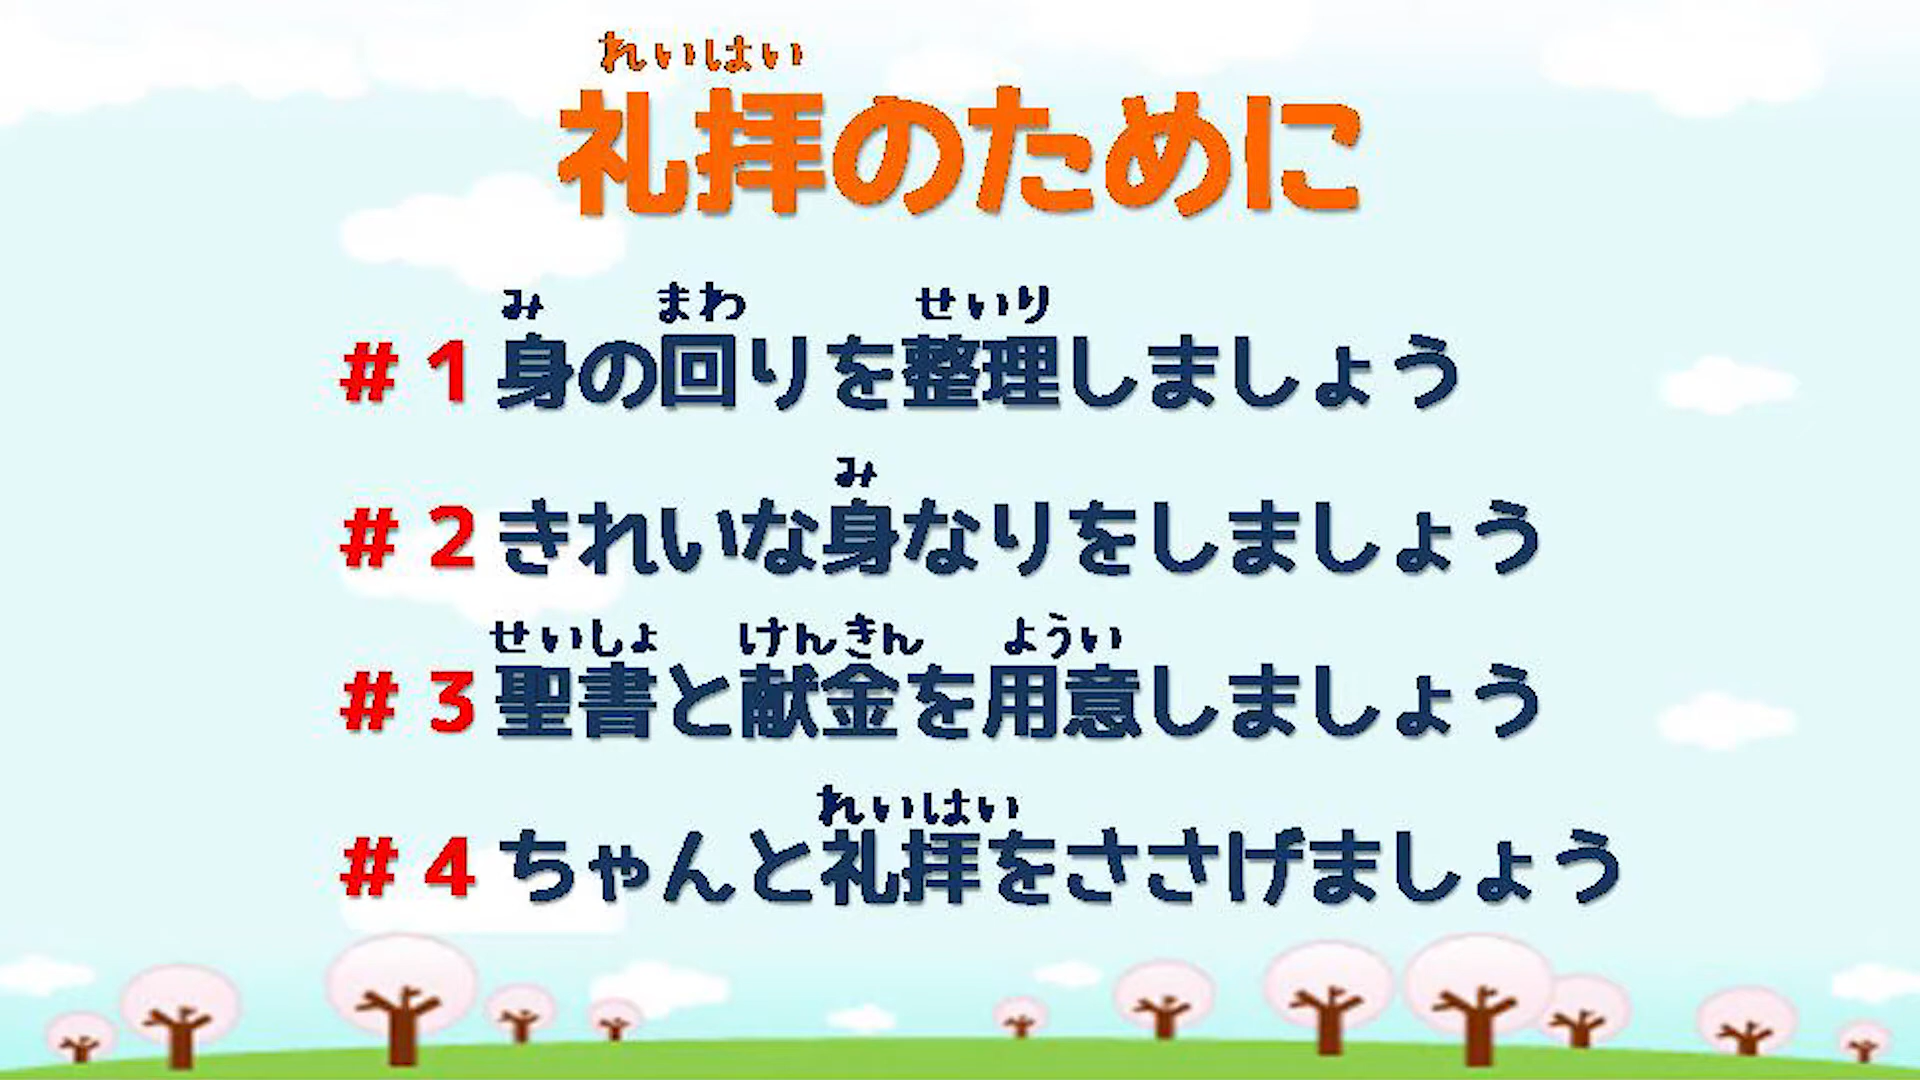 れいはい
礼拝のために
み まわ せいり
#1 身の回りを整理しましょう
み
#2 きれいな身なりをしましょう
せいしょ けんきん ようい
#3 聖書と献金を用意しましょう
れいはい
#4 ちゃんと礼拝をささげましょう